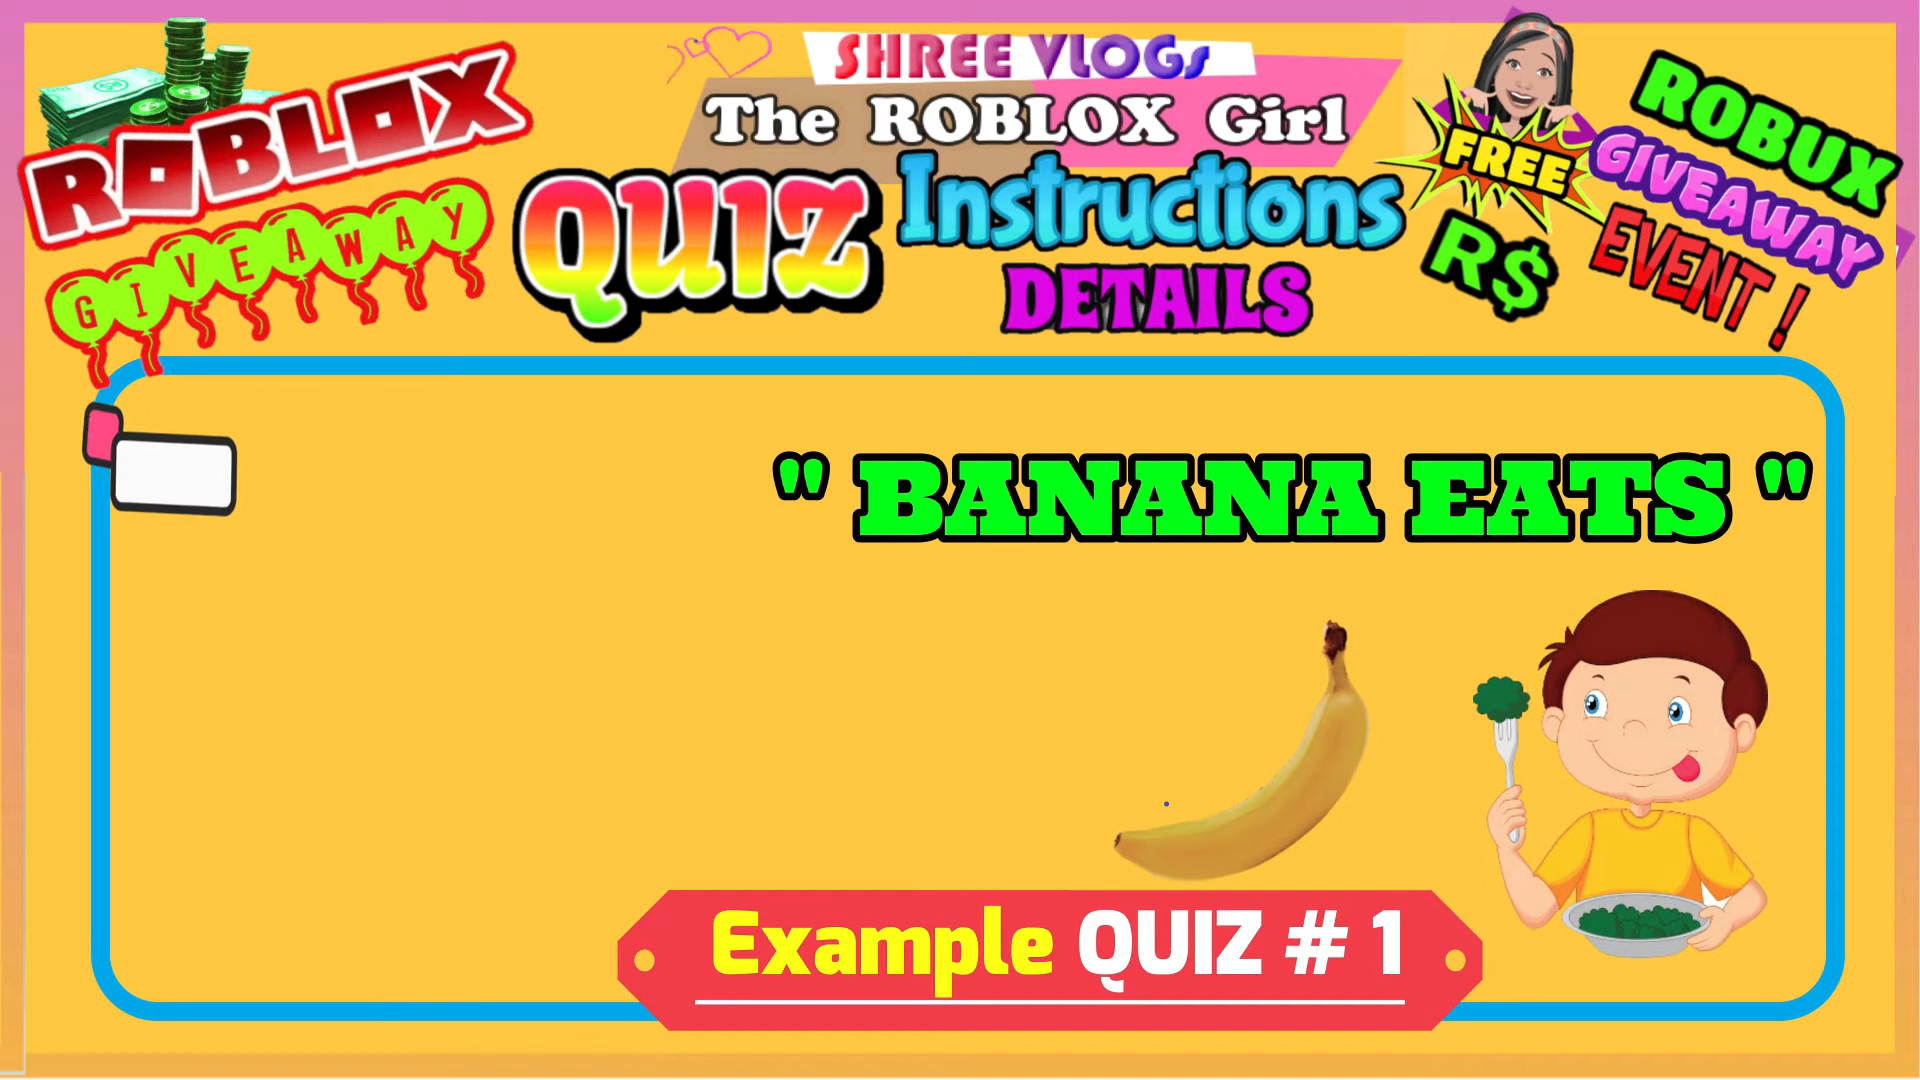 SHREE VLOGs
The ROBLOX Girl
ROBLOX
GIVEAWAY
QUIZ
Instructions
DETAILS
FREE
R$
ROBUX
GIVEAWAY
EVENT !
" BANANA EATS "
Example QUIZ # 1